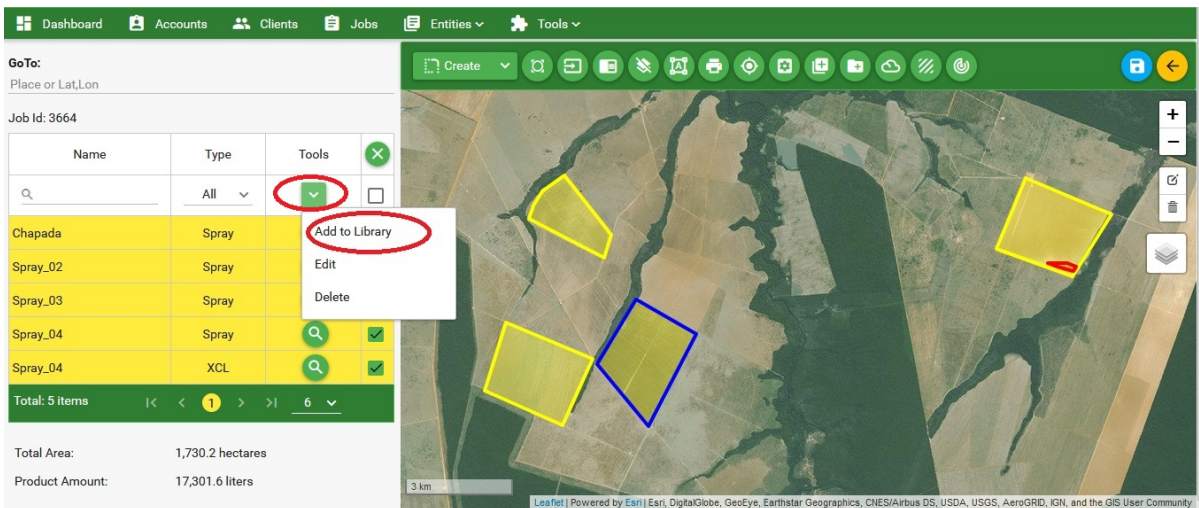 Dashboard Accounts Clients Jobs Entities Tools
GoTo:
Place or Lat,Lon
Create
Job Id: 3664
Name Type Tools
All
Add to Library
Edit
Delete
Chapada Spray
Spray_02 Spray
Spray_03 Spray
Spray_04 Spray
Spray_04 XCL
Total: 5 items |< < 1 > >| 6
Total Area: 1,730.2 hectares
Product Amount: 17,301.6 liters
+
−
3 km
Leaflet | Powered by Esri | Esri, DigitalGlobe, GeoEye, Earthstar Geographics, CNES/Airbus DS, USDA, USGS, AeroGRID, IGN, and the GIS User Community